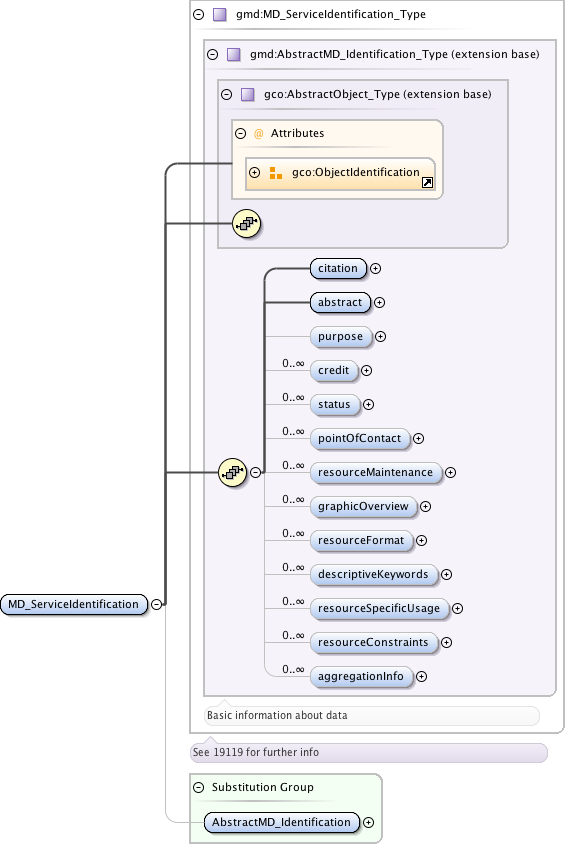 gmd:MD_ServiceIdentification_Type
gmd:AbstractMD_Identification_Type (extension base)
gco:AbstractObject_Type (extension base)
@ Attributes
gco:ObjectIdentification
citation
abstract
purpose
0..∞ credit
0..∞ status
0..∞ pointOfContact
0..∞ resourceMaintenance
0..∞ graphicOverview
0..∞ resourceFormat
0..∞ descriptiveKeywords
0..∞ resourceSpecificUsage
0..∞ resourceConstraints
0..∞ aggregationInfo
MD_ServiceIdentification
Basic information about data
See 19119 for further info
Substitution Group
AbstractMD_Identification